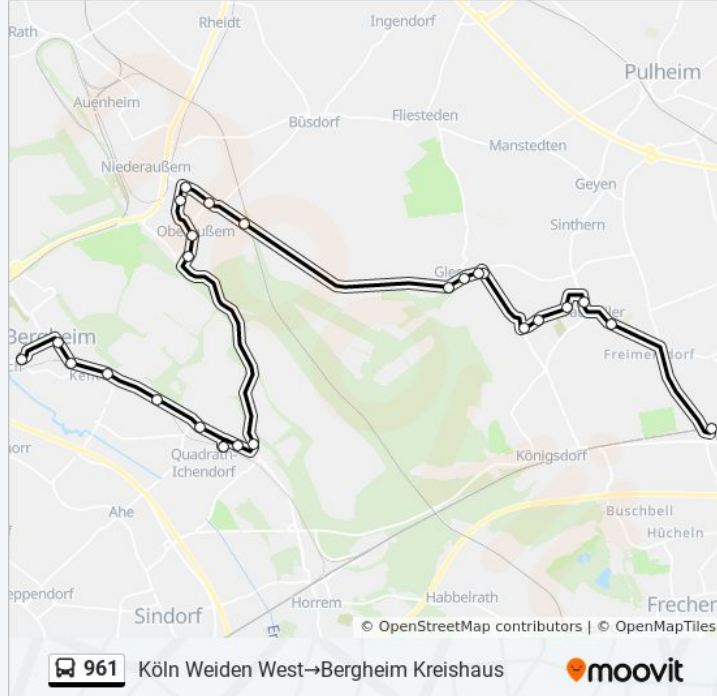 Rath
Rheidt
Ingendorf
Pulheim
Auenheim
Fliesteden
Büsdorf
Manstedten
Niederaußem
Geyen
Sinthern
Bergheim
Freimersdorf
Quadrath-
Ichendorf
Königsdorf
Buschbell
Ahe
Hücheln
Habbelrath
Horrem
Frechen
Sindorf
© OpenStreetMap contributors | © OpenMapTiles
961 Köln Weiden West→Bergheim Kreishaus
moovit